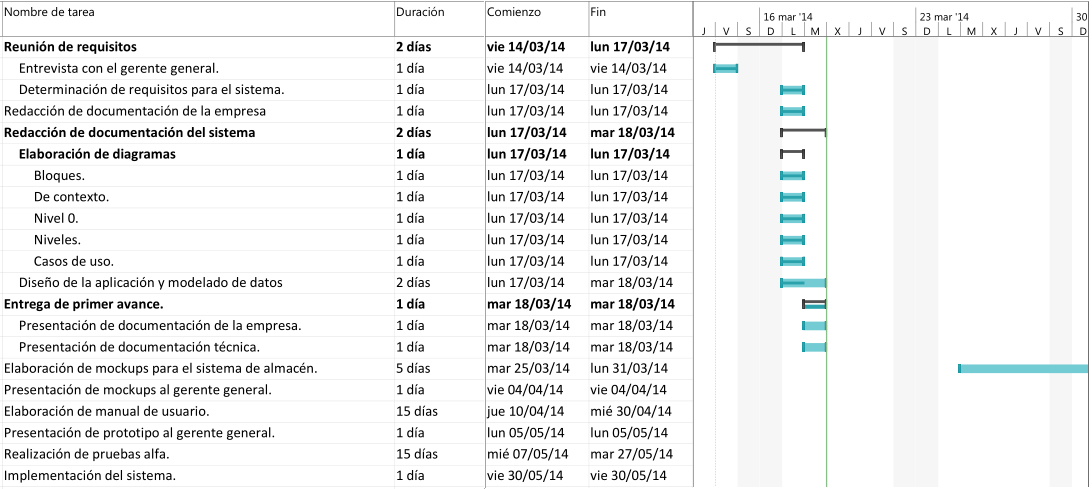 Nombre de tarea Duración Comienzo Fin 16 mar '14 23 mar '14 30
J V S D L M X J V S D L M X J V S D
Reunión de requisitos 2 días vie 14/03/14 lun 17/03/14
Entrevista con el gerente general. 1 día vie 14/03/14 vie 14/03/14
Determinación de requisitos para el sistema. 1 día lun 17/03/14 lun 17/03/14
Redacción de documentación de la empresa 1 día lun 17/03/14 lun 17/03/14
Redacción de documentación del sistema 2 días lun 17/03/14 mar 18/03/14
Elaboración de diagramas 1 día lun 17/03/14 lun 17/03/14
Bloques. 1 día lun 17/03/14 lun 17/03/14
De contexto. 1 día lun 17/03/14 lun 17/03/14
Nivel 0. 1 día lun 17/03/14 lun 17/03/14
Niveles. 1 día lun 17/03/14 lun 17/03/14
Casos de uso. 1 día lun 17/03/14 lun 17/03/14
Diseño de la aplicación y modelado de datos 2 días lun 17/03/14 mar 18/03/14
Entrega de primer avance. 1 día mar 18/03/14 mar 18/03/14
Presentación de documentación de la empresa. 1 día mar 18/03/14 mar 18/03/14
Presentación de documentación técnica. 1 día mar 18/03/14 mar 18/03/14
Elaboración de mockups para el sistema de almacén. 5 días mar 25/03/14 lun 31/03/14
Presentación de mockups al gerente general. 1 día vie 04/04/14 vie 04/04/14
Elaboración de manual de usuario. 15 días jue 10/04/14 mié 30/04/14
Presentación de prototipo al gerente general. 1 día lun 05/05/14 lun 05/05/14
Realización de pruebas alfa. 15 días mié 07/05/14 mar 27/05/14
Implementación del sistema. 1 día vie 30/05/14 vie 30/05/14